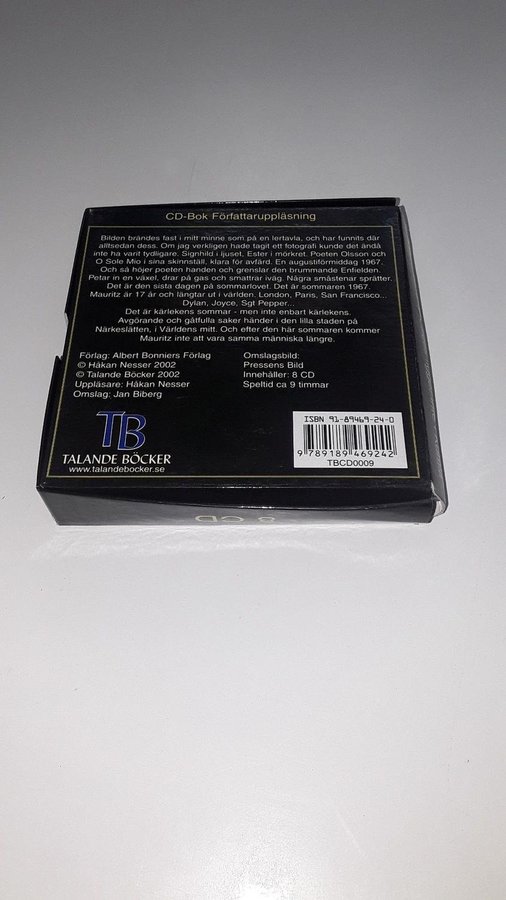 CD-Bok Författaruppläsning
Bilden brändes fast i mitt minne som på en lertavla, och har funnits där
alltsedan dess. Om jag verkligen hade tagit ett fotografi kunde det ändå
inte ha varit tydligare. Signhild i ljuset, Ester i mörkret. Poeten Olsson och
O Sole Mio i sina skinnställ, klara för avfärd. En augustiförmiddag 1967.
Och så höjer poeten handen och grenslar den brummande Enfielden.
Petar in en växel, drar på gas och smattrar iväg. Några småstenar sprätter.
Det är den sista dagen på sommarlovet. Det är sommaren 1967.
Mauritz är 17 år och längtar ut i världen. London, Paris, San Francisco...
Dylan, Joyce, Sgt Pepper...
Det är kärlekens sommar - men inte enbart kärlekens.
Avgörande och gåtfulla saker händer i den lilla staden på
Närkeslätten, i Världens mitt. Och efter den här sommaren kommer
Mauritz inte att vara samma människa längre.
Förlag: Albert Bonniers Förlag
© Håkan Nesser 2002
© Talande Böcker 2002
Uppläsare: Håkan Nesser
Omslag: Jan Biberg
Omslagsbild:
Pressens Bild
Innehåller: 8 CD
Speltid ca 9 timmar
TB
TALANDE BÖCKER
www.talandebocker.se
ISBN 91-89469-24-0
9 789189 469242
TBCD0009
8 CD